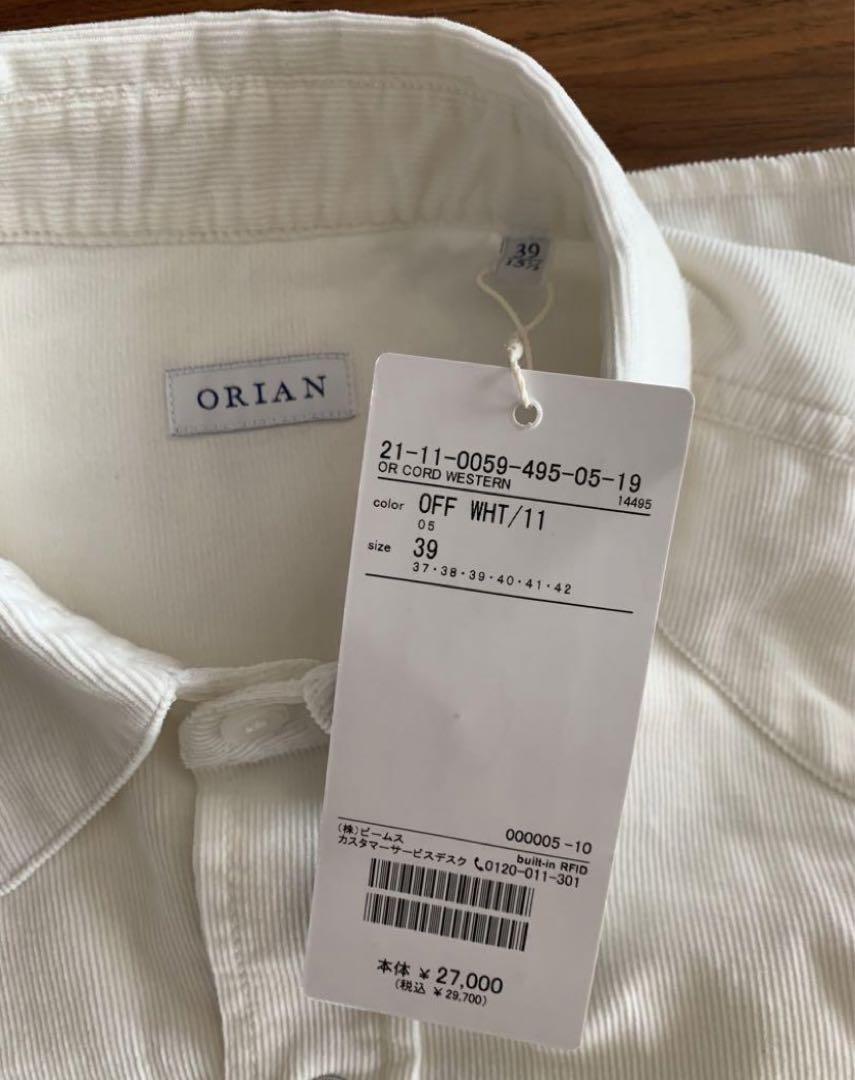 39
15½
ORIAN
21-11-0059-495-05-19
OR CORD WESTERN
14495
color OFF WHT/11
05
size 39
37・38・39・40・41・42
000005-10
(株)ビームス
built-in RFID
カスタマーサービスデスク 0120-011-301
本体 ¥ 27,000
(税込 ¥ 29,700)